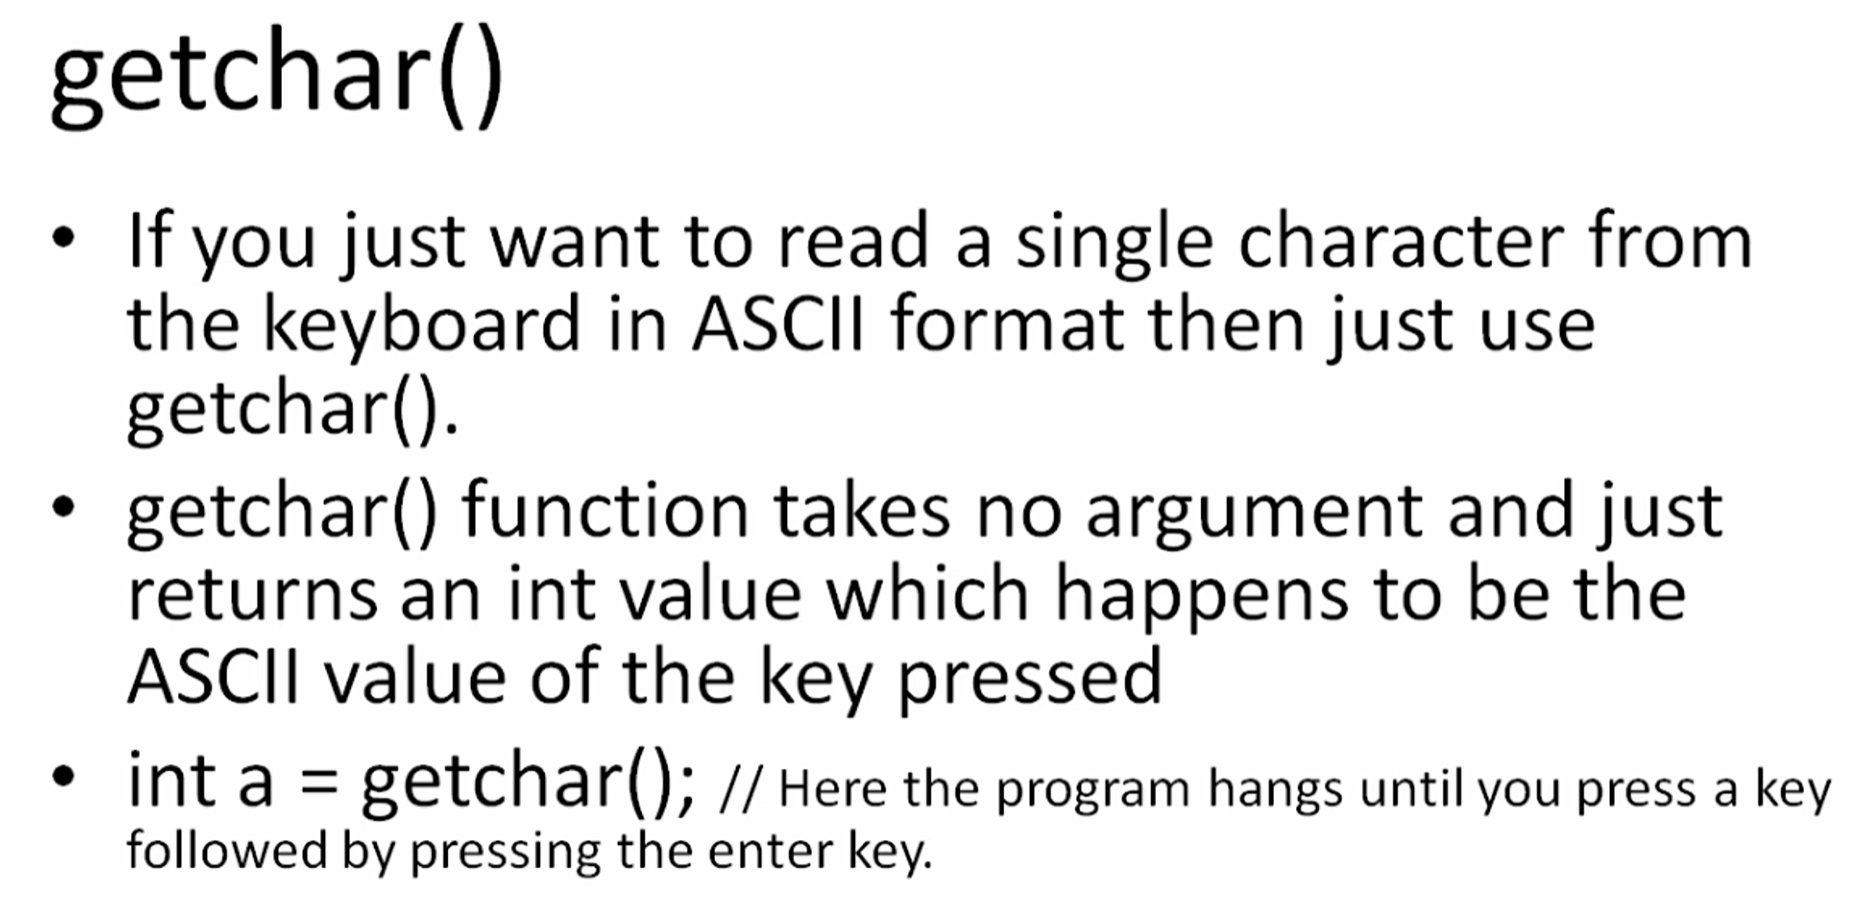 getchar()
• If you just want to read a single character from
the keyboard in ASCII format then just use
getchar().
• getchar() function takes no argument and just
returns an int value which happens to be the
ASCII value of the key pressed
• int a = getchar(); // Here the program hangs until you press a key
followed by pressing the enter key.